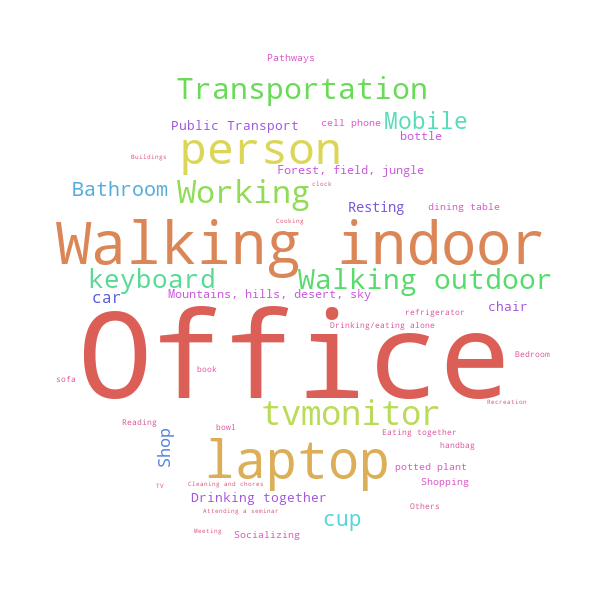 Pathways
Transportation
Public Transport
cell phone
Mobile
bottle
person
Buildings
Forest, field, jungle
Bathroom
Working
clock
Resting
dining table
Cooking
Walking indoor
keyboard
Walking outdoor
car
Mountains, hills, desert, sky
chair
refrigerator
Drinking/eating alone
Office
Bedroom
book
sofa
Recreation
tvmonitor
Reading
bowl
Eating together
Shop
handbag
laptop
potted plant
TV
Cleaning and chores
Shopping
Drinking together
Attending a seminar
Others
cup
Meeting
Socializing